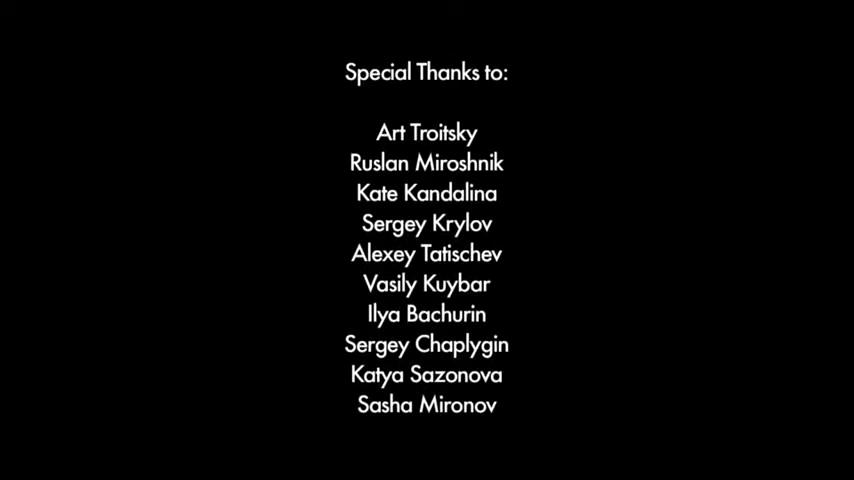 Special Thanks to:
Art Troitsky
Ruslan Miroshnik
Kate Kandalina
Sergey Krylov
Alexey Tatischev
Vasily Kuybar
Ilya Bachurin
Sergey Chaplygin
Katya Sazonova
Sasha Mironov